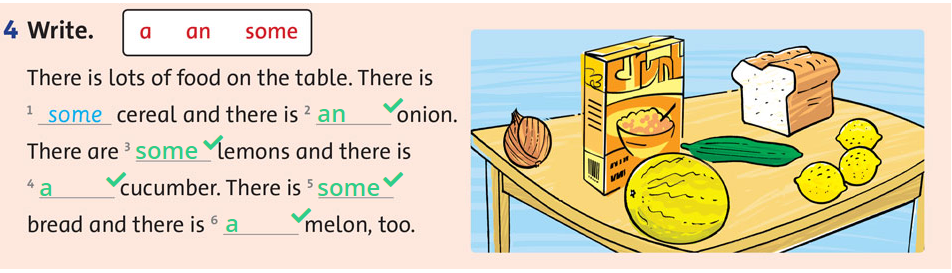 4 Write.
a an some
There is lots of food on the table. There is
1 some cereal and there is 2 an onion.
There are 3 some lemons and there is
4 a cucumber. There is 5 some
bread and there is 6 a melon, too.